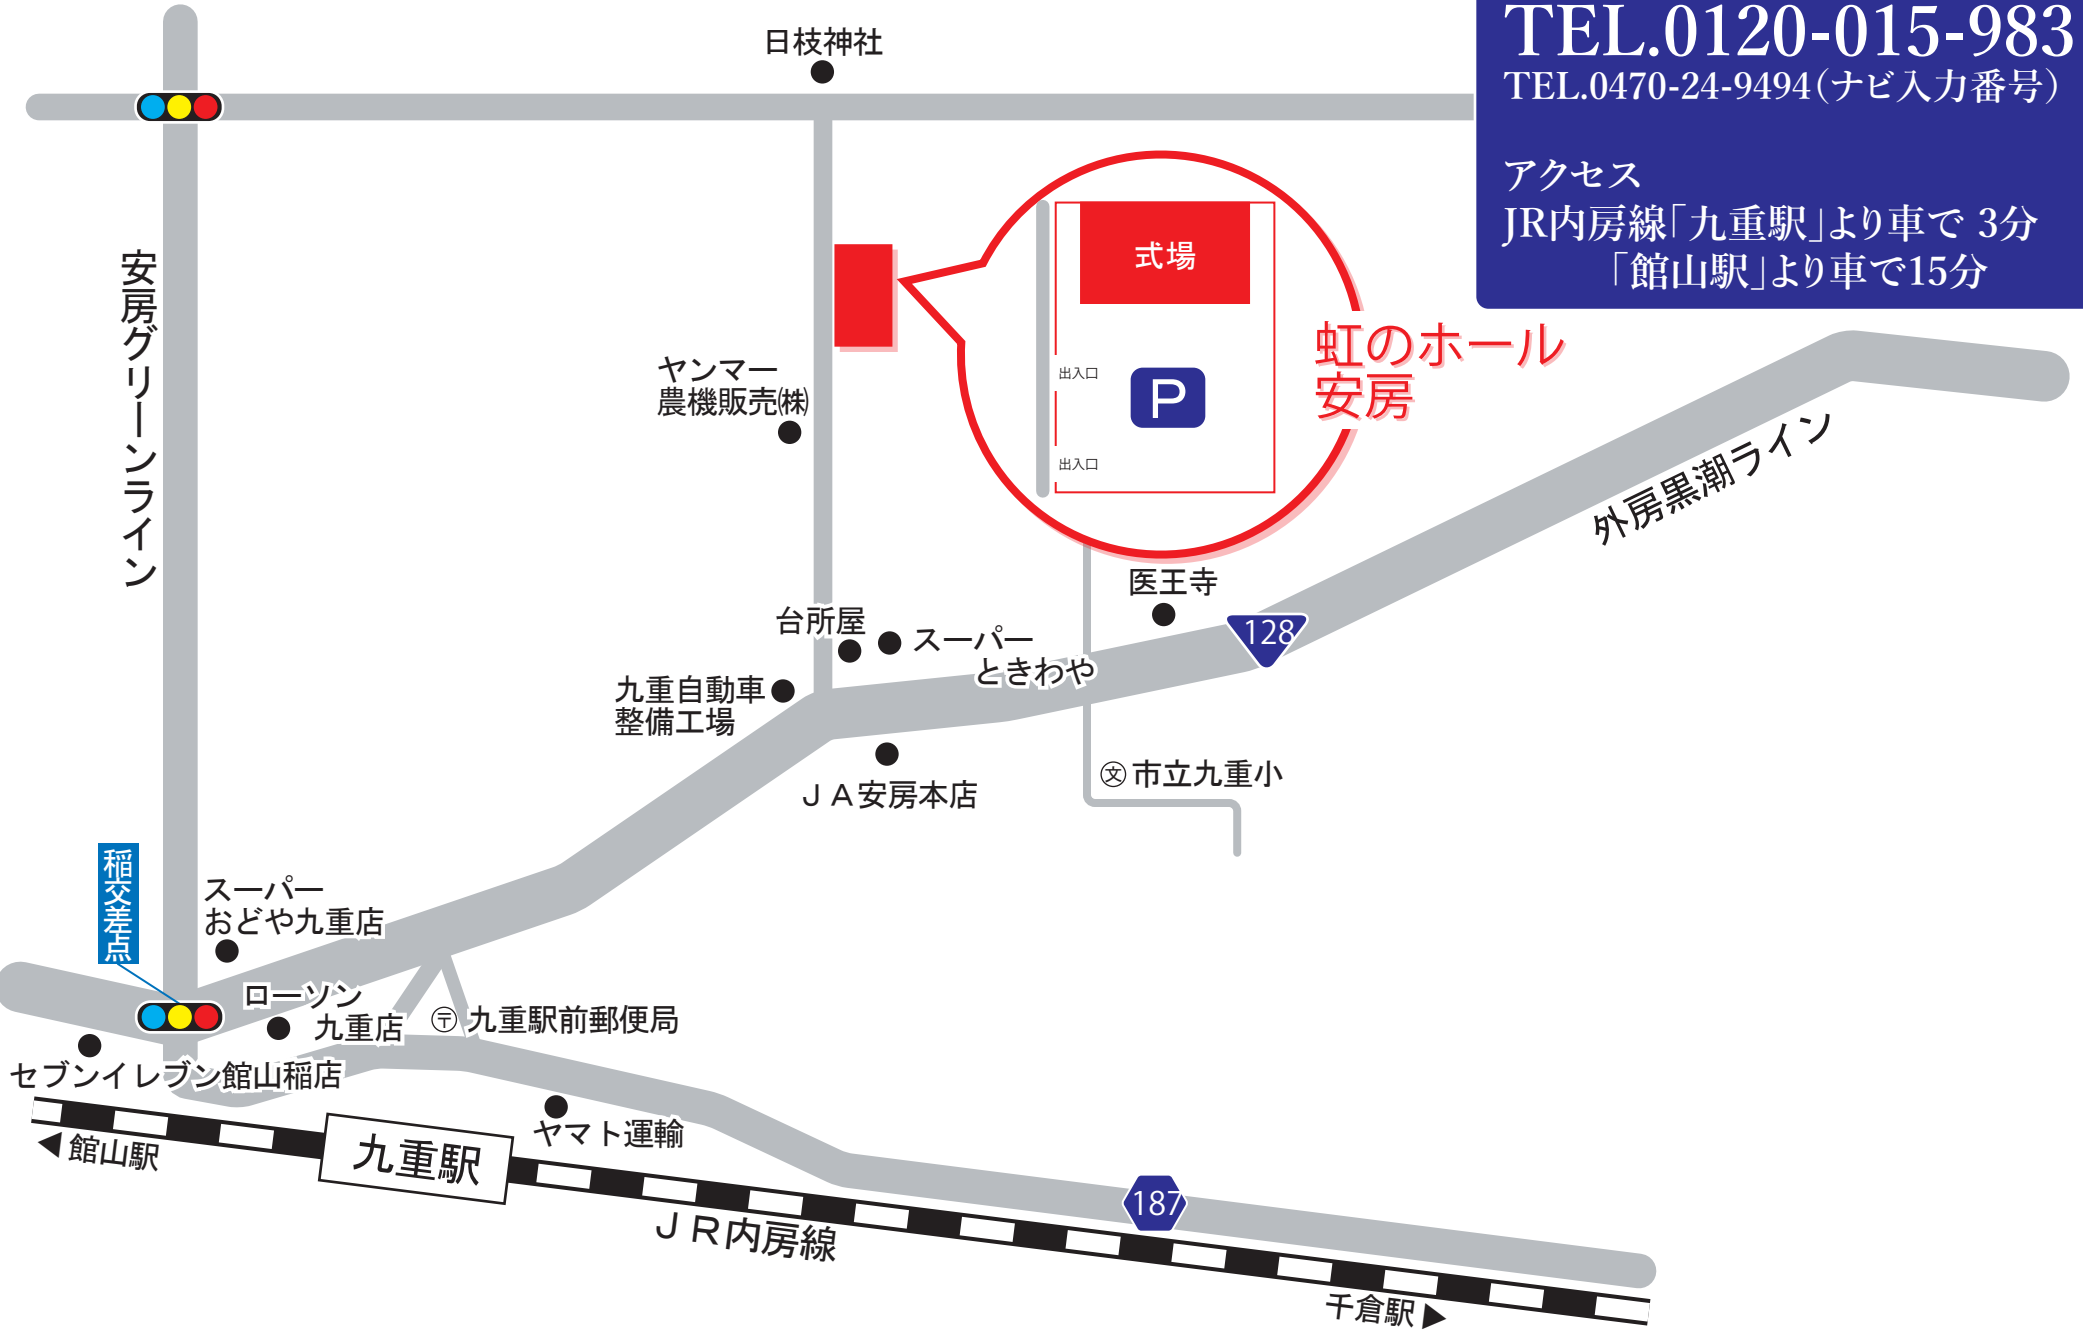 TEL.0120-015-983
TEL.0470-24-9494（ナビ入力番号）
アクセス
JR内房線「九重駅」より車で 3分
「館山駅」より車で15分
日枝神社
安房グリーンライン
式場
出入口
P
出入口
虹のホール
安房
ヤンマー
農機販売㈱
外房黒潮ライン
医王寺
128
台所屋
スーパー
ときわや
九重自動車
整備工場
ＪＡ安房本店
文 市立九重小
稲交差点
スーパー
おどや九重店
ローソン
九重店
〒 九重駅前郵便局
セブンイレブン館山稲店
ヤマト運輸
◀館山駅
九重駅
ＪＲ内房線
187
千倉駅▶